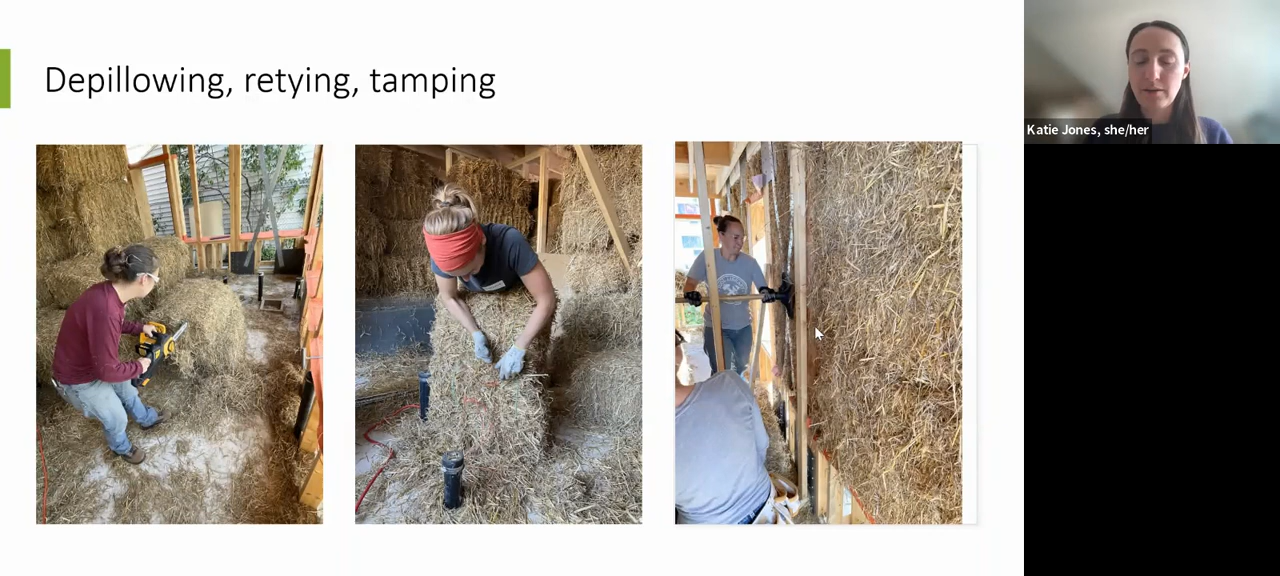 Depillowing, retying, tamping
Katie Jones, she/her